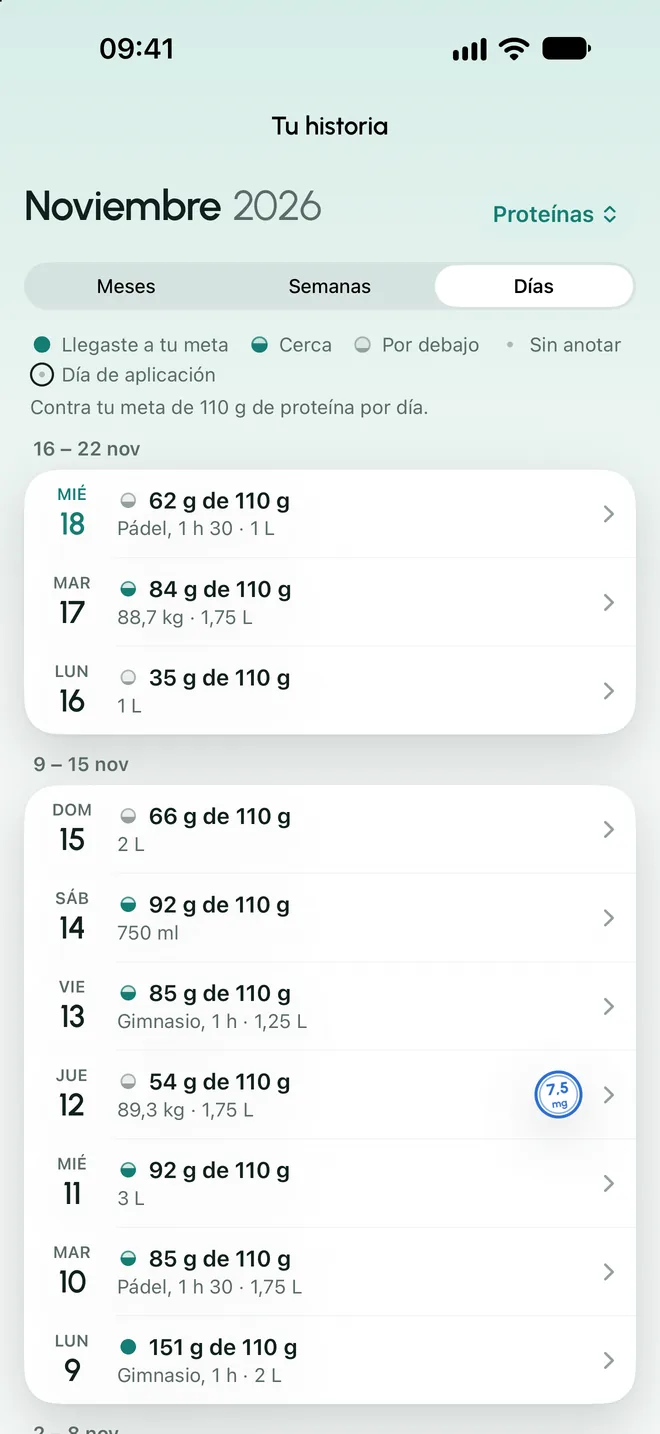 09:41
Tu historia
Noviembre 2026
Proteínas
Meses Semanas Días
Llegaste a tu meta Cerca Por debajo Sin anotar
Día de aplicación
Contra tu meta de 110 g de proteína por día.
16 – 22 nov
MIÉ 18
62 g de 110 g
Pádel, 1 h 30 · 1 L
MAR 17
84 g de 110 g
88,7 kg · 1,75 L
LUN 16
35 g de 110 g
1 L
9 – 15 nov
DOM 15
66 g de 110 g
2 L
SÁB 14
92 g de 110 g
750 ml
VIE 13
85 g de 110 g
Gimnasio, 1 h · 1,25 L
JUE 12
54 g de 110 g
89,3 kg · 1,75 L
7.5
mg
MIÉ 11
92 g de 110 g
3 L
MAR 10
85 g de 110 g
Pádel, 1 h 30 · 1,75 L
LUN 9
151 g de 110 g
Gimnasio, 1 h · 2 L
2 – 8 nov